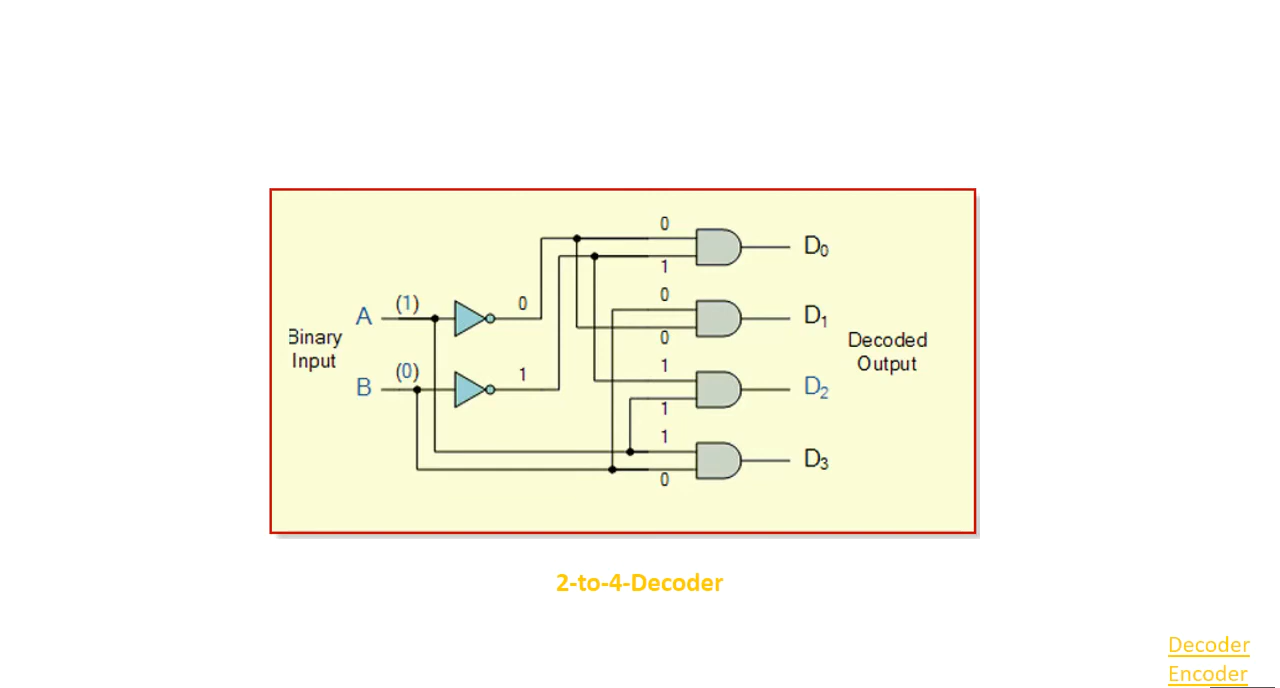 0
D₀
1
0
A (1) 0
D₁
Binary
Input
0
Decoded
Output
1
B (0) 1
D₂
1
1
D₃
0
2-to-4-Decoder
Decoder
Encoder